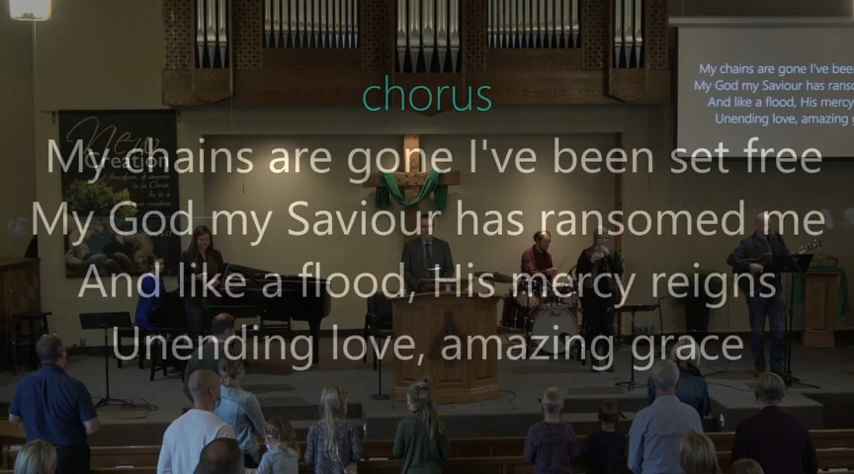 chorus
My chains are gone I've been set free
My God my Saviour has ransomed me
And like a flood, His mercy reigns
Unending love, amazing grace
My chains are gone I've been
My God my Saviour has ranso
And like a flood, His mercy
Unending love, amazing g
New
Creation